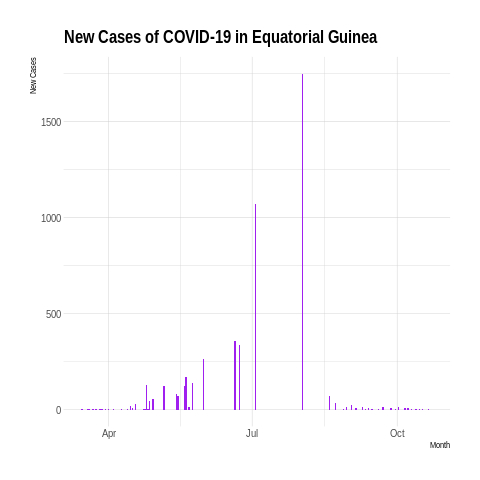 New Cases of COVID-19 in Equatorial Guinea
New Cases
1500
1000
500
0
Apr Jul Oct
Month